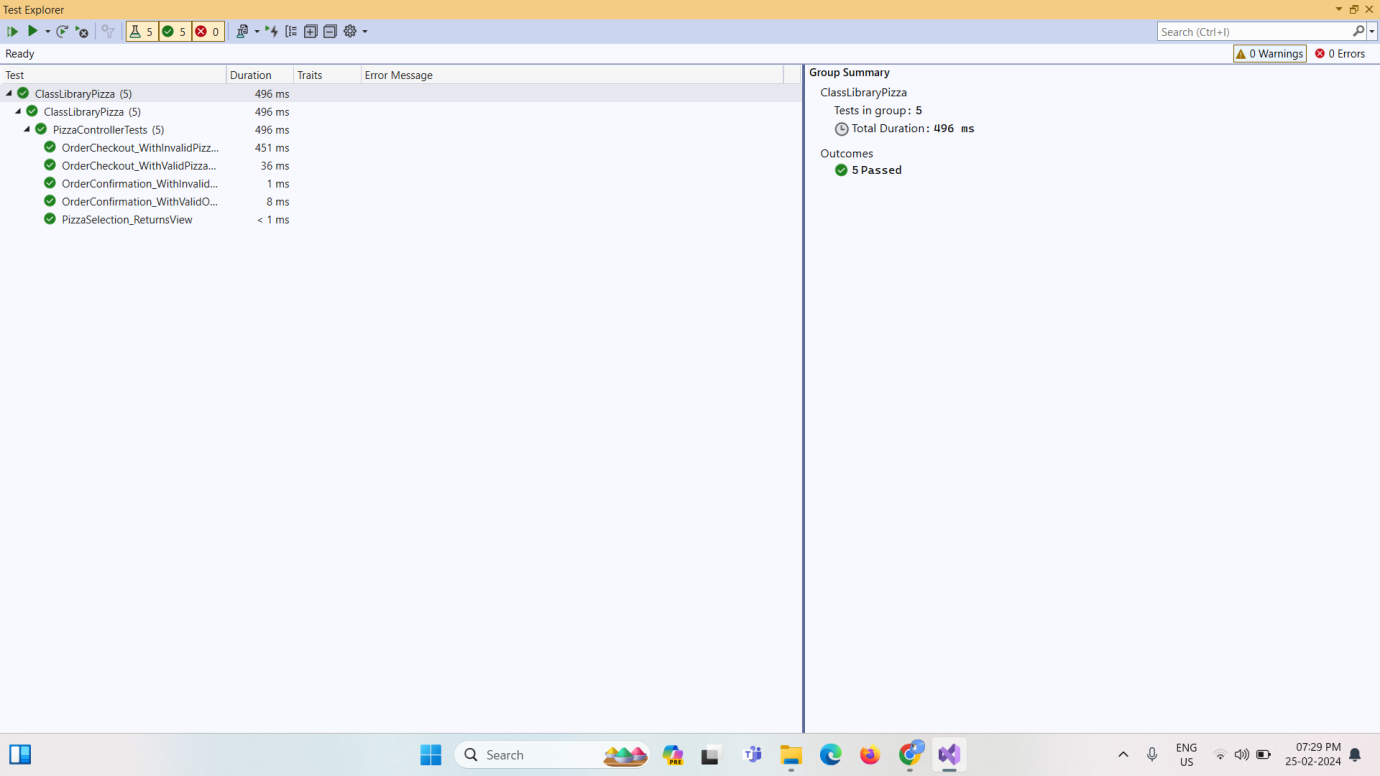 Test Explorer
5 5 0
Search (Ctrl+I)
Ready
0 Warnings 0 Errors
Test Duration Traits Error Message
ClassLibraryPizza (5) 496 ms
ClassLibraryPizza (5) 496 ms
PizzaControllerTests (5) 496 ms
OrderCheckout_WithInvalidPizz... 451 ms
OrderCheckout_WithValidPizza... 36 ms
OrderConfirmation_WithInvalid... 1 ms
OrderConfirmation_WithValidO... 8 ms
PizzaSelection_ReturnsView < 1 ms
Group Summary
ClassLibraryPizza
Tests in group: 5
Total Duration: 496 ms
Outcomes
5 Passed
Search
PRE
ENG
US
07:29 PM
25-02-2024